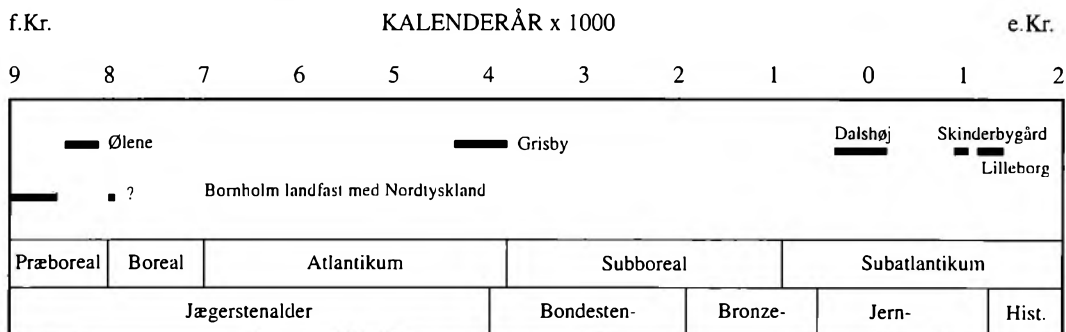 f.Kr. KALENDERÅR x 1000 e.Kr.
9 8 7 6 5 4 3 2 1 0 1 2
Ølene Grisby Dalshøj Skinderbygård
Lilleborg
? Bornholm landfast med Nordtyskland
Præboreal Boreal Atlantikum Subboreal Subatlantikum
Jægerstenalder Bondesten- Bronze- Jern- Hist.